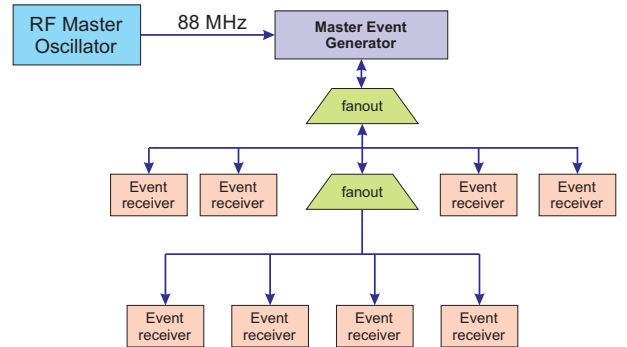 RF Master
Oscillator
88 MHz
Master Event
Generator
fanout
Event
receiver
Event
receiver
fanout
Event
receiver
Event
receiver
Event
receiver
Event
receiver
Event
receiver
Event
receiver